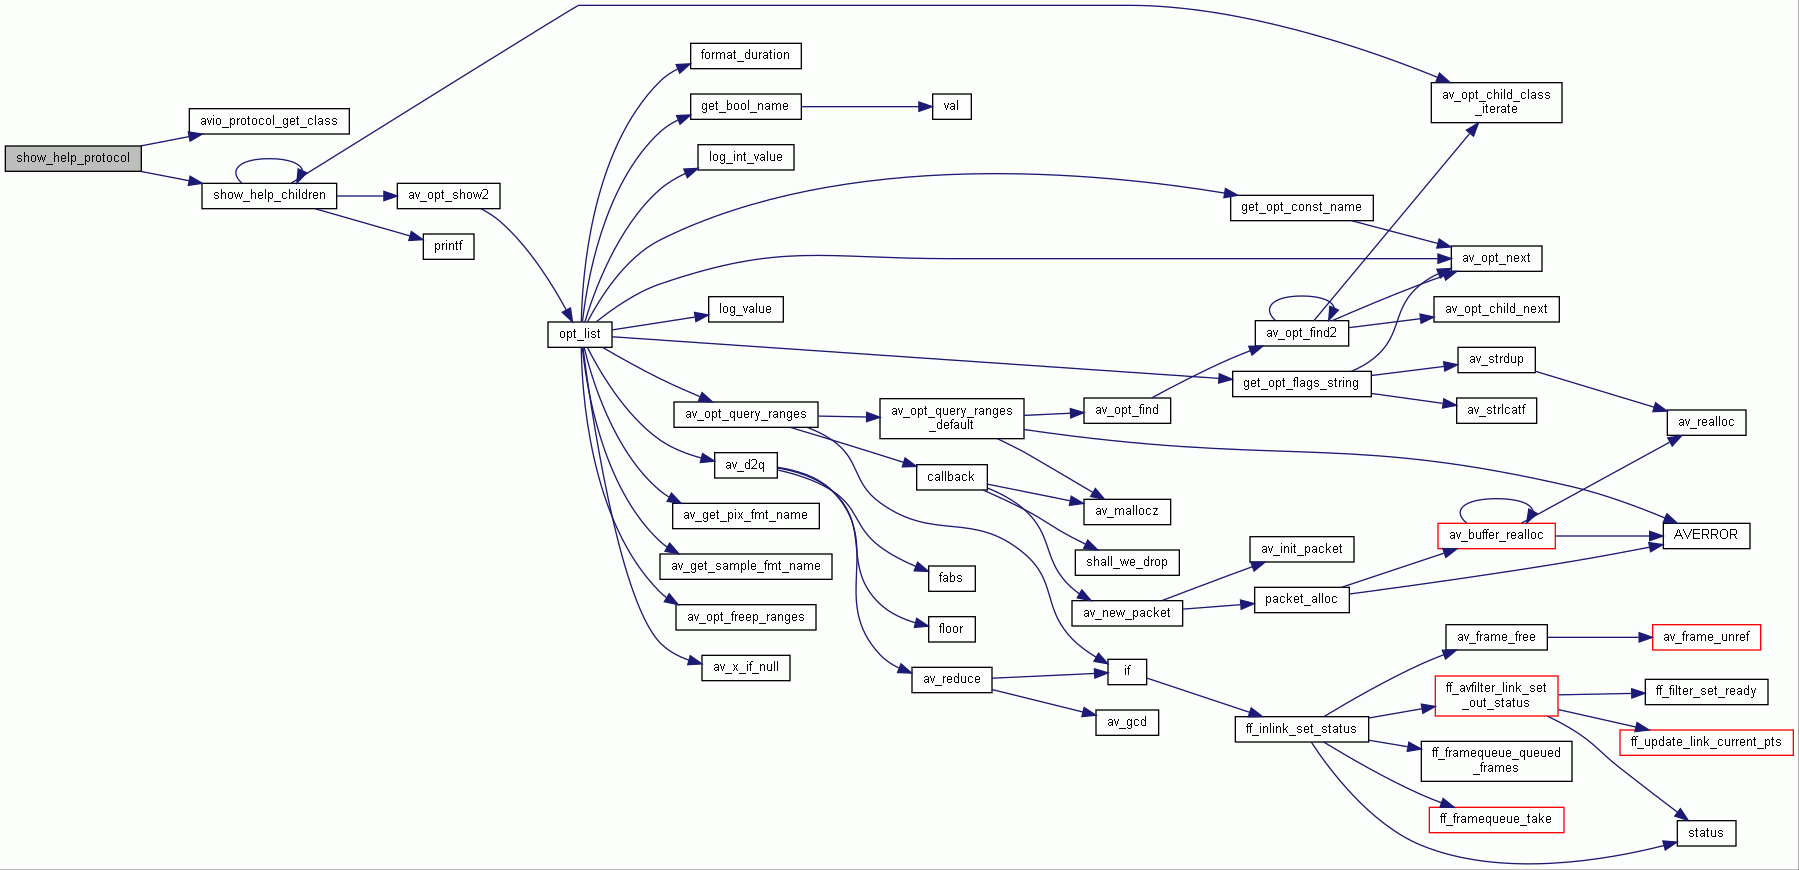 show_help_protocol
avio_protocol_get_class
show_help_children
av_opt_show2
printf
opt_list
format_duration
get_bool_name
val
log_int_value
get_opt_const_name
av_opt_child_class
_iterate
av_opt_next
log_value
av_opt_find2
av_opt_child_next
get_opt_flags_string
av_strdup
av_strlcatf
av_realloc
av_opt_query_ranges
av_opt_query_ranges
_default
av_opt_find
av_d2q
callback
av_mallocz
av_get_pix_fmt_name
shall_we_drop
av_init_packet
av_buffer_realloc
AVERROR
av_get_sample_fmt_name
fabs
av_new_packet
packet_alloc
av_opt_freep_ranges
floor
av_frame_free
av_frame_unref
av_x_if_null
av_reduce
if
av_gcd
ff_inlink_set_status
ff_avfilter_link_set
_out_status
ff_filter_set_ready
ff_update_link_current_pts
ff_framequeue_queued
_frames
ff_framequeue_take
status